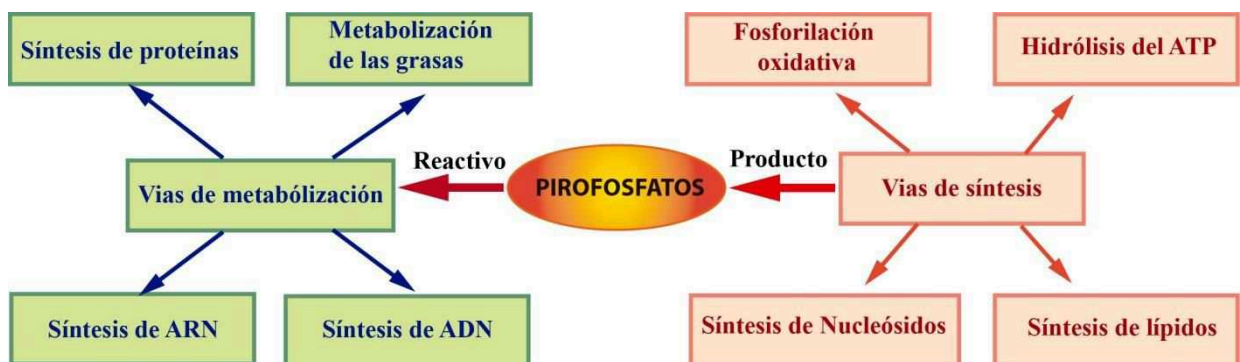 Síntesis de proteínas
Metabolización
de las grasas
Fosforilación
oxidativa
Hidrólisis del ATP
Reactivo
Producto
Vias de metabólización
PIROFOSFATOS
Vias de síntesis
Síntesis de ARN
Síntesis de ADN
Síntesis de Nucleósidos
Síntesis de lípidos